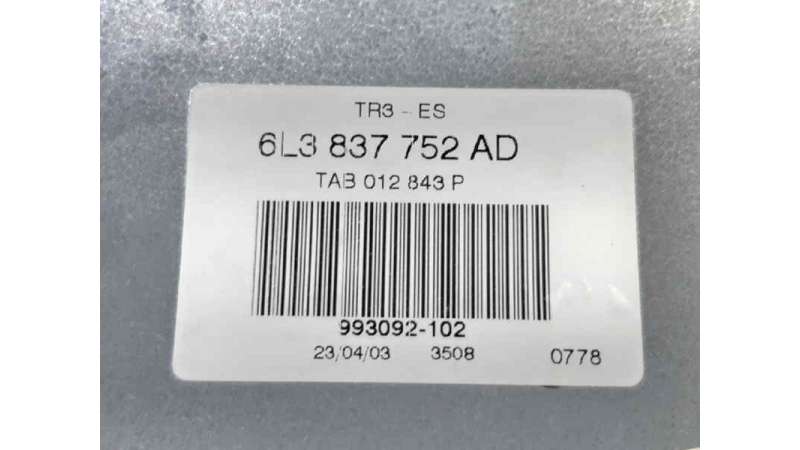 TR3 - ES
6L3 837 752 AD
TAB 012 843 P
993092-102
23/04/03 3508 0778